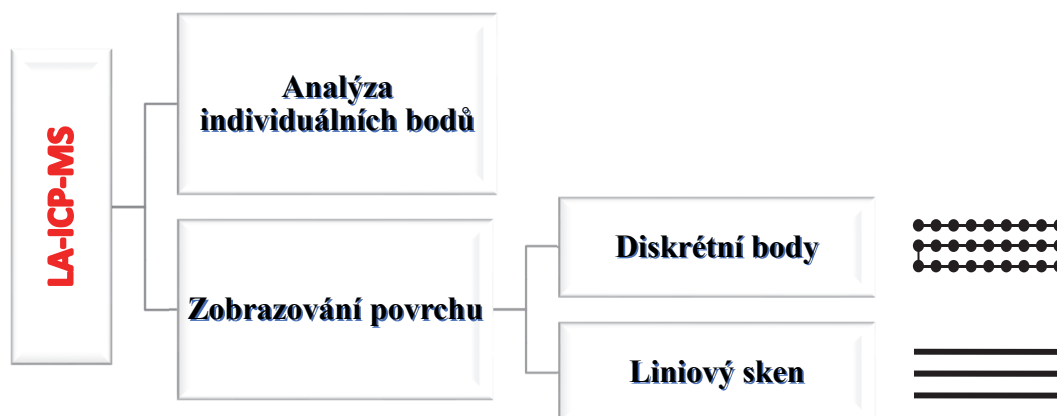 LA-ICP-MS
Analýza
individuálních bodů
Zobrazování povrchu
Diskrétní body
Liniový sken